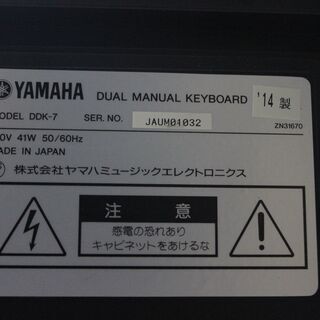 YAMAHA DUAL MANUAL KEYBOARD '14 製
MODEL DDK-7 SER. NO. JAUM01032
0V 41W 50/60Hz ZN31670
MADE IN JAPAN
株式会社ヤマハミュージックエレクトロニクス
注 意
感電の恐れあり
キャビネットをあけるな